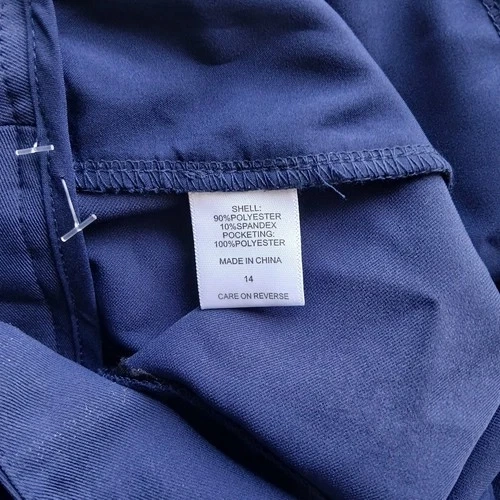 SHELL:
90%POLYESTER
10%SPANDEX
POCKETING:
100%POLYESTER
MADE IN CHINA
14
CARE ON REVERSE